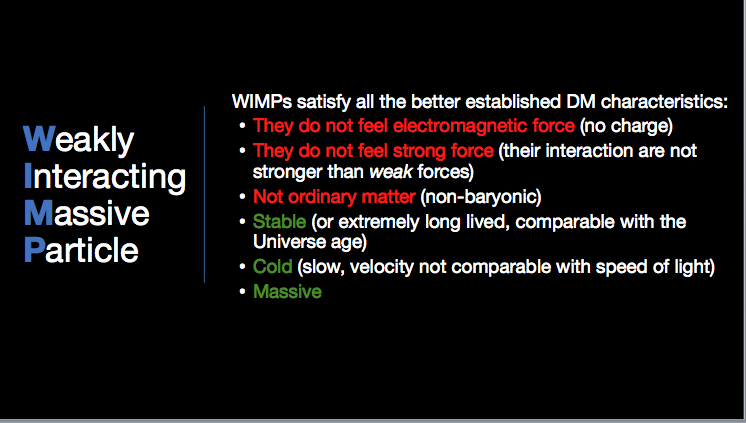 Weakly
Interacting
Massive
Particle
WIMPs satisfy all the better established DM characteristics:
• They do not feel electromagnetic force (no charge)
• They do not feel strong force (their interaction are not
stronger than weak forces)
• Not ordinary matter (non-baryonic)
• Stable (or extremely long lived, comparable with the
Universe age)
• Cold (slow, velocity not comparable with speed of light)
• Massive